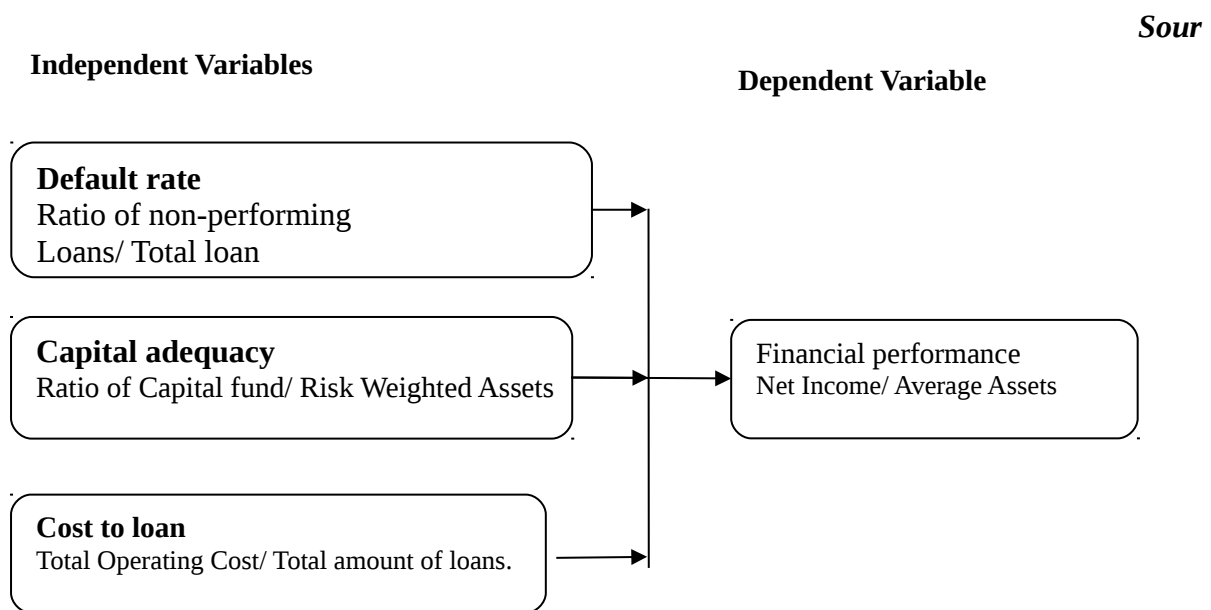 Sour
Independent Variables
Dependent Variable
Default rate
Ratio of non-performing
Loans/ Total loan
Capital adequacy
Ratio of Capital fund/ Risk Weighted Assets
Financial performance
Net Income/ Average Assets
Cost to loan
Total Operating Cost/ Total amount of loans.